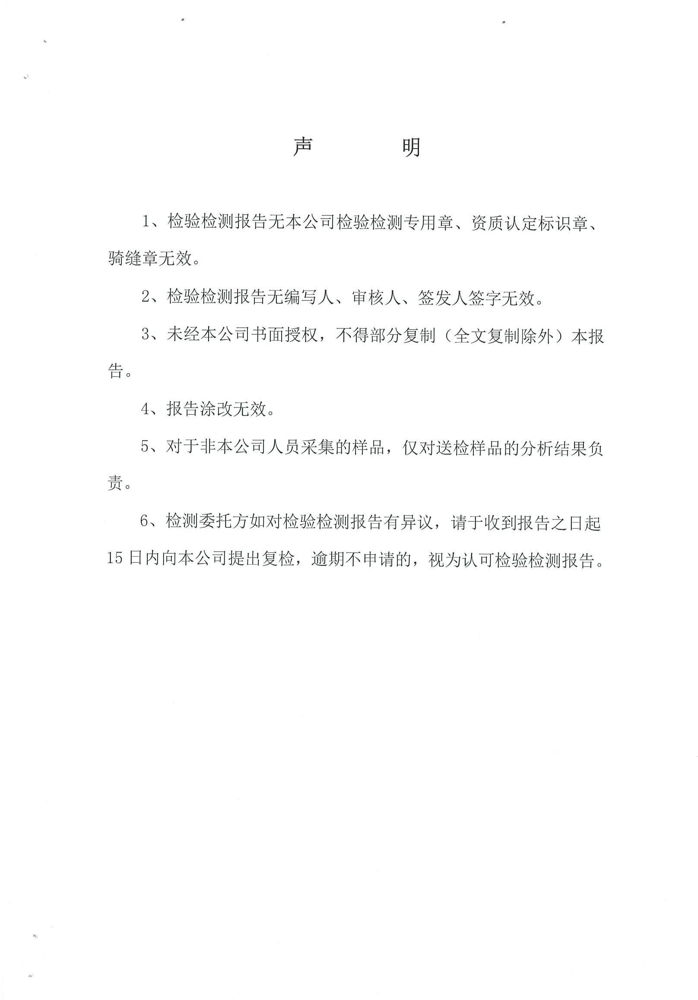 声 明
1、检验检测报告无本公司检验检测专用章、资质认定标识章、
骑缝章无效。
2、检验检测报告无编写人、审核人、签发人签字无效。
3、未经本公司书面授权，不得部分复制（全文复制除外）本报
告。
4、报告涂改无效。
5、对于非本公司人员采集的样品，仅对送检样品的分析结果负
责。
6、检测委托方如对检验检测报告有异议，请于收到报告之日起
15日内向本公司提出复检，逾期不申请的，视为认可检验检测报告。